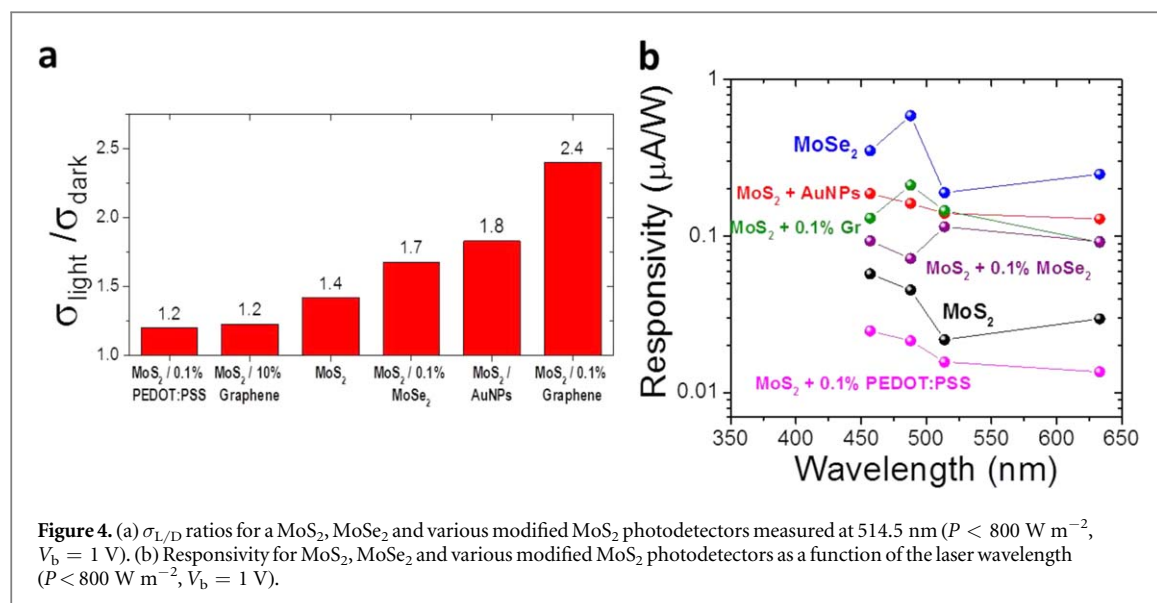 a
σlight /σdark
2.5
2.0
1.5
1.0
1.2
1.2
1.4
1.7
1.8
2.4
MoS₂ / 0.1%
PEDOT:PSS
MoS₂ / 10%
Graphene
MoS₂
MoS₂ / 0.1%
MoSe₂
MoS₂ /
AuNPs
MoS₂ / 0.1%
Graphene
b
Responsivity (μA/W)
1
0.1
0.01
MoSe₂
MoS₂ + AuNPs
MoS₂ + 0.1% Gr
MoS₂ + 0.1% MoSe₂
MoS₂
MoS₂ + 0.1% PEDOT:PSS
350 400 450 500 550 600 650
Wavelength (nm)
Figure 4. (a) σL/D ratios for a MoS₂, MoSe₂ and various modified MoS₂ photodetectors measured at 514.5 nm (P < 800 W m⁻²,
Vb = 1 V). (b) Responsivity for MoS₂, MoSe₂ and various modified MoS₂ photodetectors as a function of the laser wavelength
(P < 800 W m⁻², Vb = 1 V).